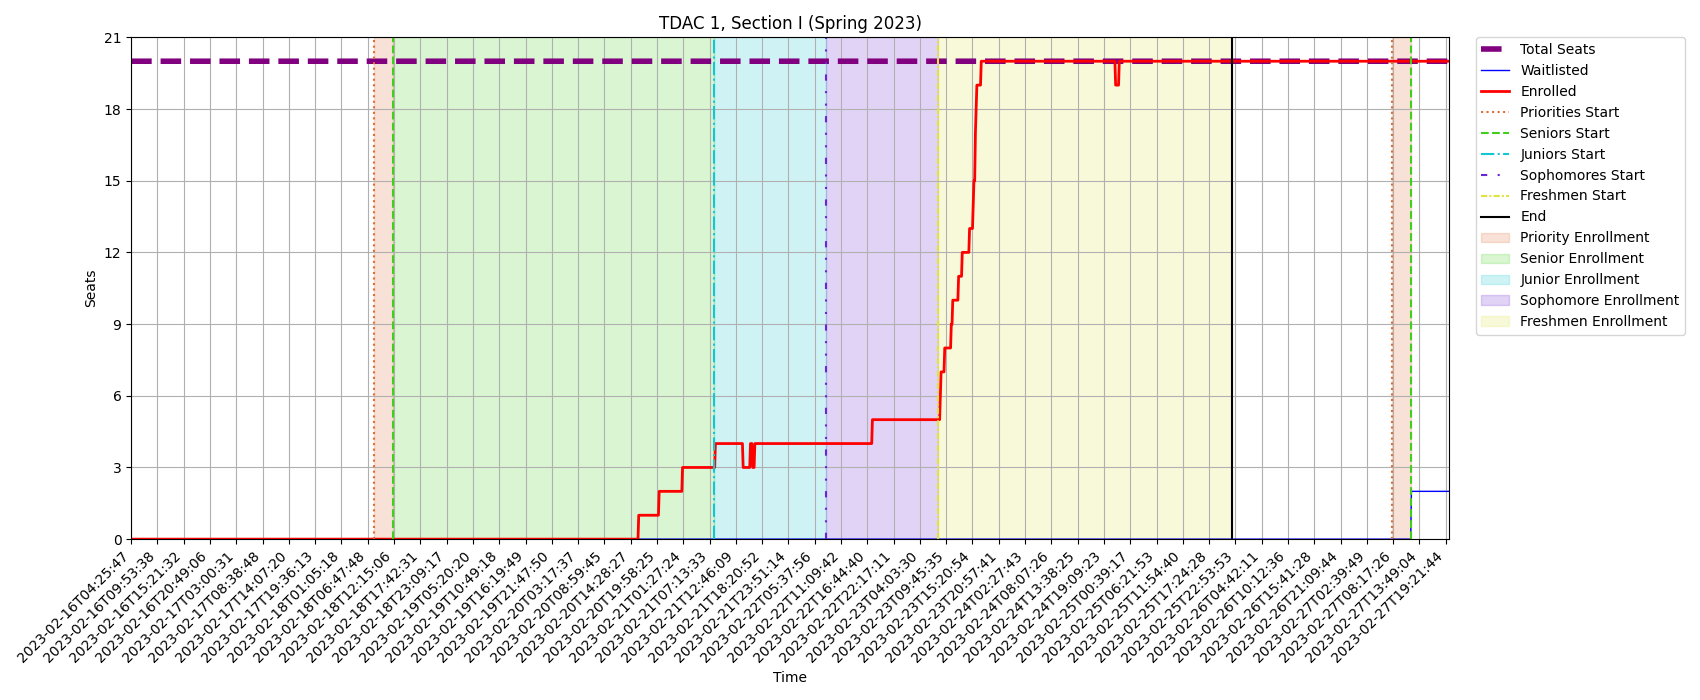 TDAC 1, Section I (Spring 2023)
Seats
21
18
15
12
9
6
3
0
2023-02-16T04:25:47
2023-02-16T09:53:38
2023-02-16T15:21:32
2023-02-16T20:49:06
2023-02-17T03:00:31
2023-02-17T08:38:48
2023-02-17T14:07:20
2023-02-17T19:36:13
2023-02-18T01:05:18
2023-02-18T06:47:48
2023-02-18T12:15:06
2023-02-18T17:42:31
2023-02-18T23:09:17
2023-02-19T05:20:20
2023-02-19T10:49:19
2023-02-19T16:19:49
2023-02-19T21:47:50
2023-02-20T03:17:37
2023-02-20T08:59:45
2023-02-20T14:28:27
2023-02-20T19:58:25
2023-02-21T01:27:24
2023-02-21T07:13:33
2023-02-21T12:46:09
2023-02-21T18:20:52
2023-02-21T23:51:14
2023-02-22T05:37:56
2023-02-22T11:09:42
2023-02-22T16:44:40
2023-02-22T22:17:11
2023-02-23T04:03:30
2023-02-23T09:45:35
2023-02-23T15:20:54
2023-02-23T20:57:41
2023-02-24T02:27:43
2023-02-24T08:07:26
2023-02-24T13:38:25
2023-02-24T19:09:23
2023-02-25T00:39:17
2023-02-25T06:21:53
2023-02-25T11:54:40
2023-02-25T17:24:28
2023-02-25T22:53:53
2023-02-26T04:42:11
2023-02-26T10:12:36
2023-02-26T15:41:28
2023-02-26T21:09:44
2023-02-27T02:39:49
2023-02-27T08:17:26
2023-02-27T13:49:04
2023-02-27T19:21:44
Time
Total Seats
Waitlisted
Enrolled
Priorities Start
Seniors Start
Juniors Start
Sophomores Start
Freshmen Start
End
Priority Enrollment
Senior Enrollment
Junior Enrollment
Sophomore Enrollment
Freshmen Enrollment